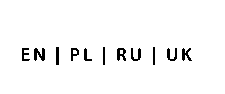 EN | PL | RU | UK